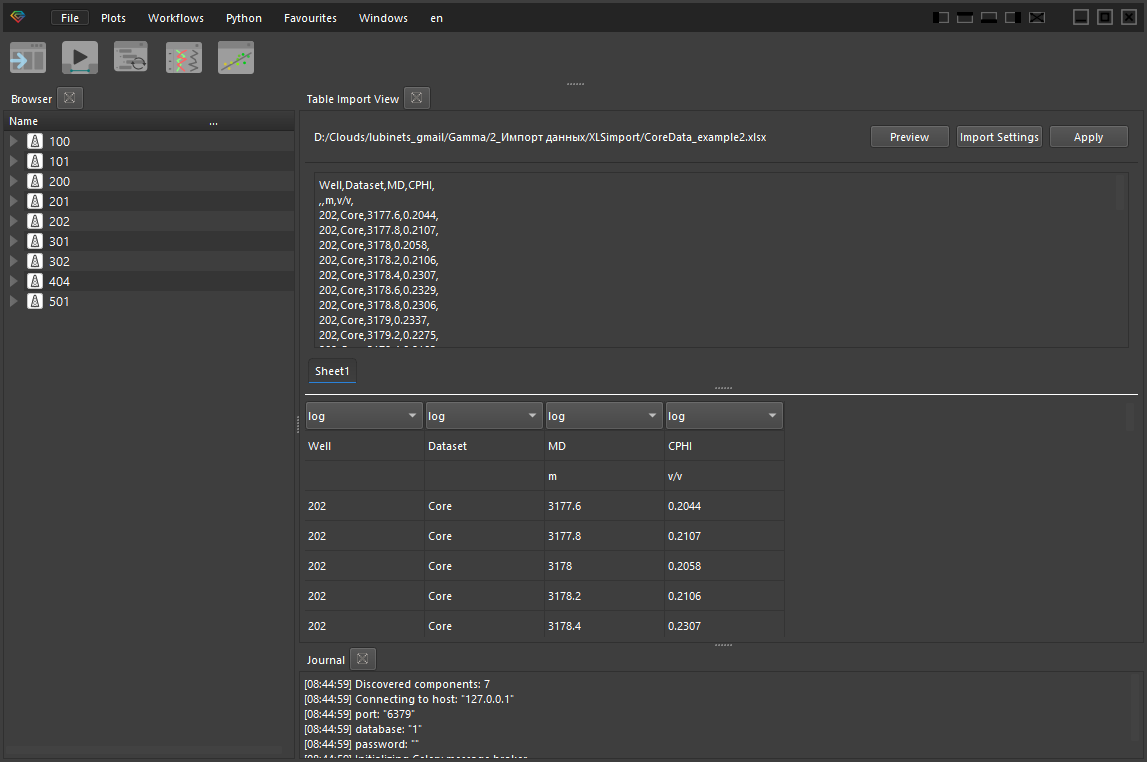 File Plots Workflows Python Favourites Windows en
Browser
Name ...
100
101
200
201
202
301
302
404
501
Table Import View
D:/Clouds/lubinets_gmail/Gamma/2_Импорт данных/XLSimport/CoreData_example2.xlsx Preview Import Settings Apply
Well,Dataset,MD,CPHI,
,,m,v/v,
202,Core,3177.6,0.2044,
202,Core,3177.8,0.2107,
202,Core,3178,0.2058,
202,Core,3178.2,0.2106,
202,Core,3178.4,0.2307,
202,Core,3178.6,0.2329,
202,Core,3178.8,0.2306,
202,Core,3179,0.2337,
202,Core,3179.2,0.2275,
Sheet1
log log log log
Well Dataset MD CPHI
m v/v
202 Core 3177.6 0.2044
202 Core 3177.8 0.2107
202 Core 3178 0.2058
202 Core 3178.2 0.2106
202 Core 3178.4 0.2307
Journal
[08:44:59] Discovered components: 7
[08:44:59] Connecting to host: "127.0.0.1"
[08:44:59] port: "6379"
[08:44:59] database: "1"
[08:44:59] password: ""
[08:44:59] Initializing Celery message broker